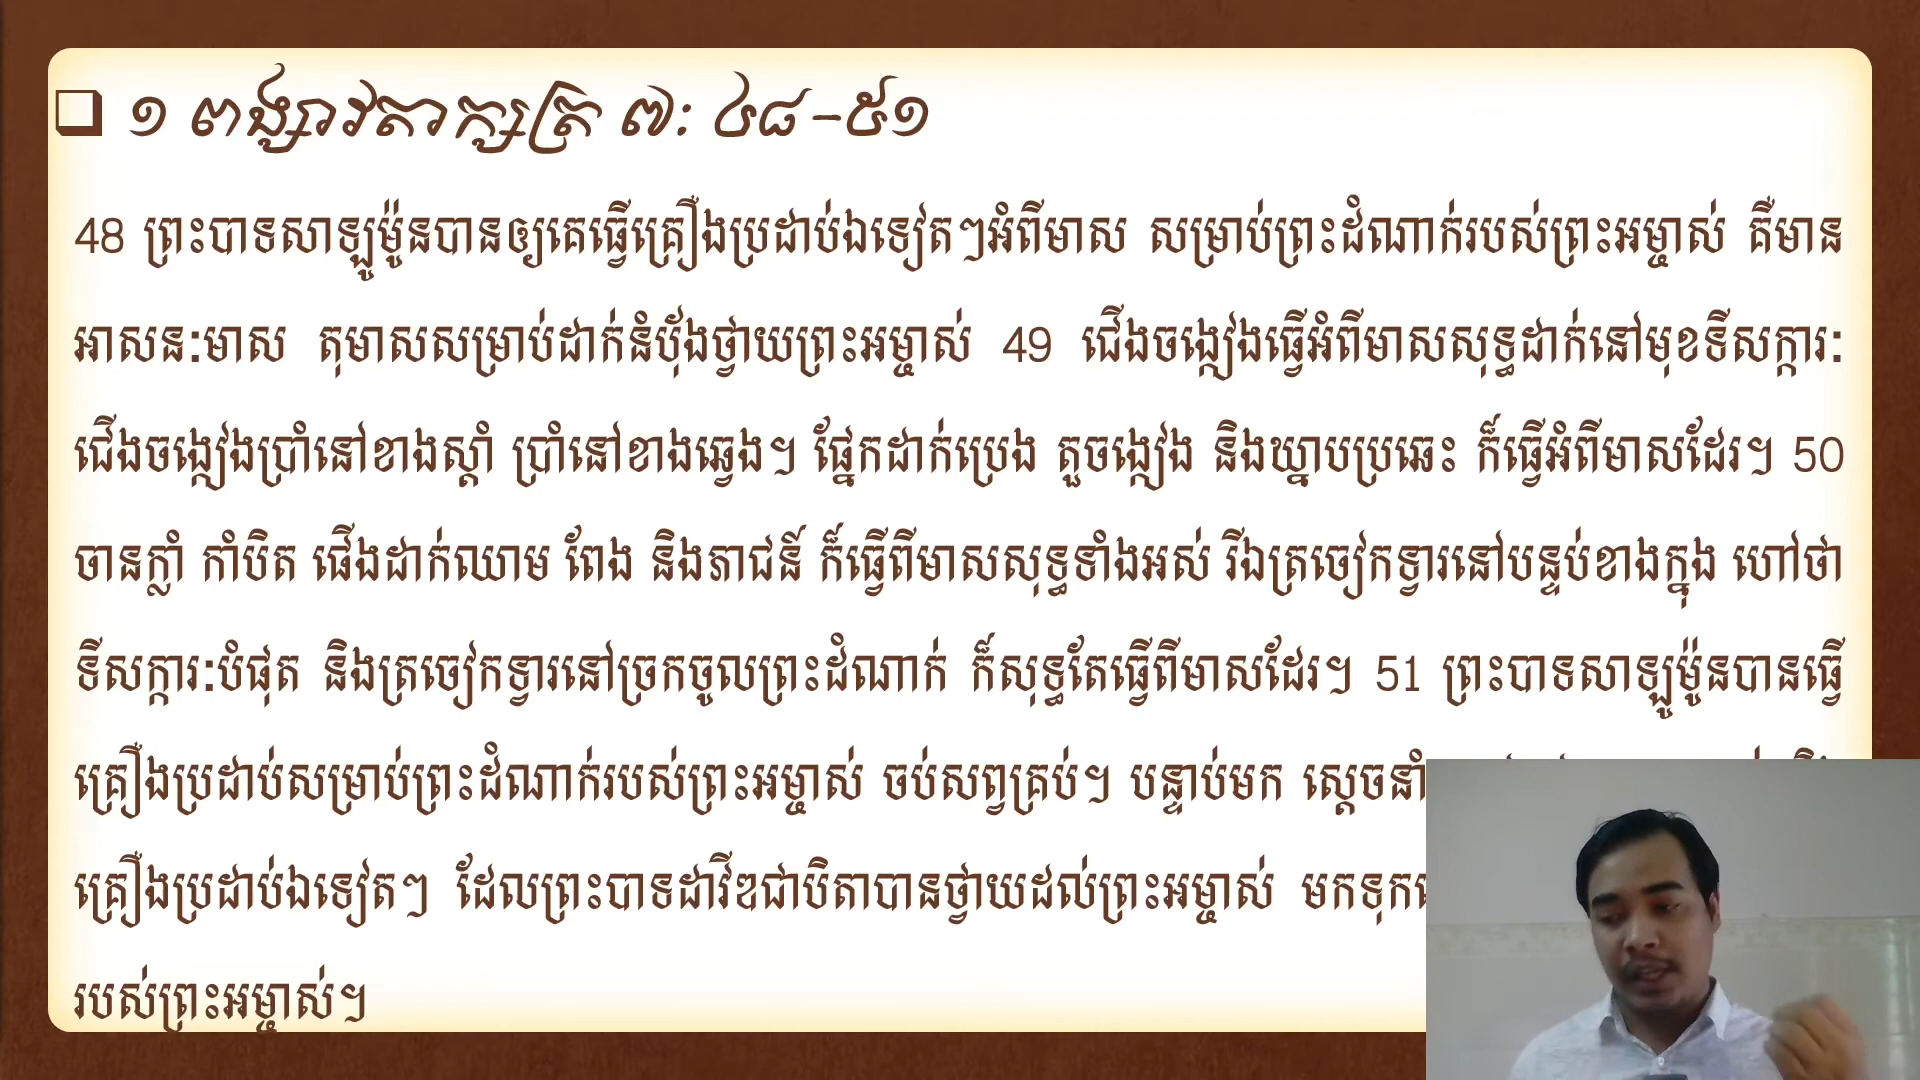 ១ ពង្សាវតាក្សត្រ ៧: ៤៨-៥១
48 ព្រះបាទសាឡូម៉ូនបានឲ្យគេធ្វើគ្រឿងប្រដាប់ឯទៀតៗអំពីមាស សម្រាប់ព្រះដំណាក់របស់ព្រះអម្ចាស់ គឺមាន
អាសនៈមាស តុមាសសម្រាប់ដាក់នំប៉័ងថ្វាយព្រះអម្ចាស់ 49 ជើងចង្កៀងធ្វើអំពីមាសសុទ្ធដាក់នៅមុខទីសក្ការៈ
ជើងចង្កៀងប្រាំនៅខាងស្ដាំ ប្រាំនៅខាងឆ្វេង។ ផ្នែកដាក់ប្រេង តួចង្កៀង និងឃ្នាបប្រឆេះ ក៏ធ្វើអំពីមាសដែរ។ 50
ចានក្លាំ កាំបិត ផើងដាក់ឈាម ពែង និងភាជន៍ ក៏ធ្វើពីមាសសុទ្ធទាំងអស់ រីឯត្រចៀកទ្វារនៅបន្ទប់ខាងក្នុង ហៅថា
ទីសក្ការៈបំផុត និងត្រចៀកទ្វារនៅច្រកចូលព្រះដំណាក់ ក៏សុទ្ធតែធ្វើពីមាសដែរ។ 51 ព្រះបាទសាឡូម៉ូនបានធ្វើ
គ្រឿងប្រដាប់សម្រាប់ព្រះដំណាក់របស់ព្រះអម្ចាស់ ចប់សព្វគ្រប់។ បន្ទាប់មក ស្ដេចនាំ
គ្រឿងប្រដាប់ឯទៀតៗ ដែលព្រះបាទដាវីឌជាបិតាបានថ្វាយដល់ព្រះអម្ចាស់ មកទុក
របស់ព្រះអម្ចាស់។